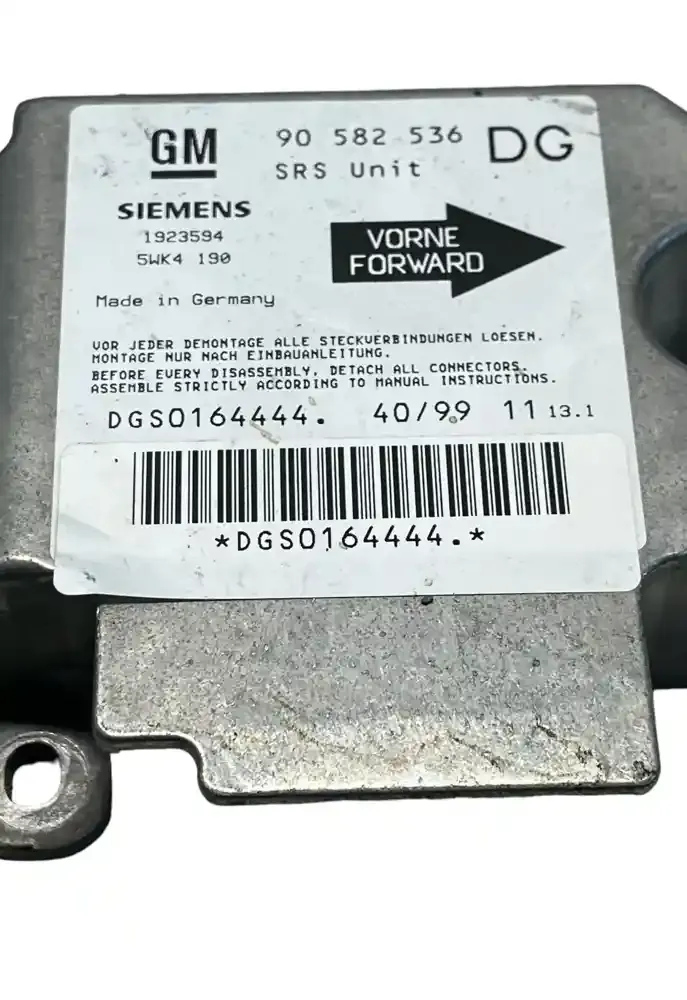 GM 90 582 536 DG
SRS Unit
SIEMENS
1923594
5WK4 190
VORNE
FORWARD
Made in Germany
VOR JEDER DEMONTAGE ALLE STECKVERBINDUNGEN LOESEN.
MONTAGE NUR NACH EINBAUANLEITUNG.
BEFORE EVERY DISASSEMBLY, DETACH ALL CONNECTORS.
ASSEMBLE STRICTLY ACCORDING TO MANUAL INSTRUCTIONS.
DGS0164444. 40/99 11 13.1
*DGS0164444.*